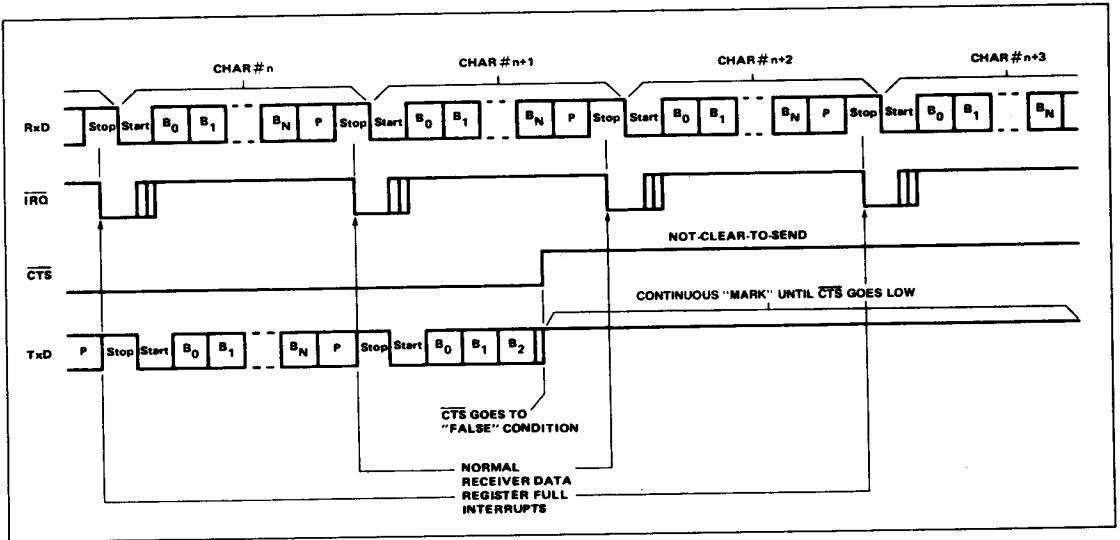 CHAR#n CHAR#n+1 CHAR#n+2 CHAR#n+3
RxD Stop Start B0 B1 BN P Stop Start B0 B1 BN P Stop Start B0 B1 BN P Stop Start B0 B1 BN
IRQ
NOT-CLEAR-TO-SEND
CTS
CONTINUOUS "MARK" UNTIL CTS GOES LOW
TxD P Stop Start B0 B1 BN P Stop Start B0 B1 B2
CTS GOES TO
"FALSE" CONDITION
NORMAL
RECEIVER DATA
REGISTER FULL
INTERRUPTS